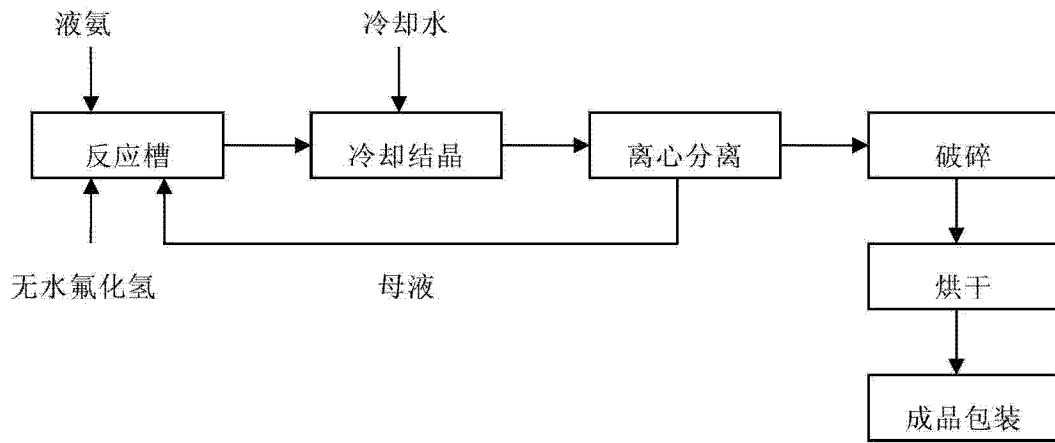 液氨
冷却水
反应槽
冷却结晶
离心分离
破碎
无水氟化氢
母液
烘干
成品包装